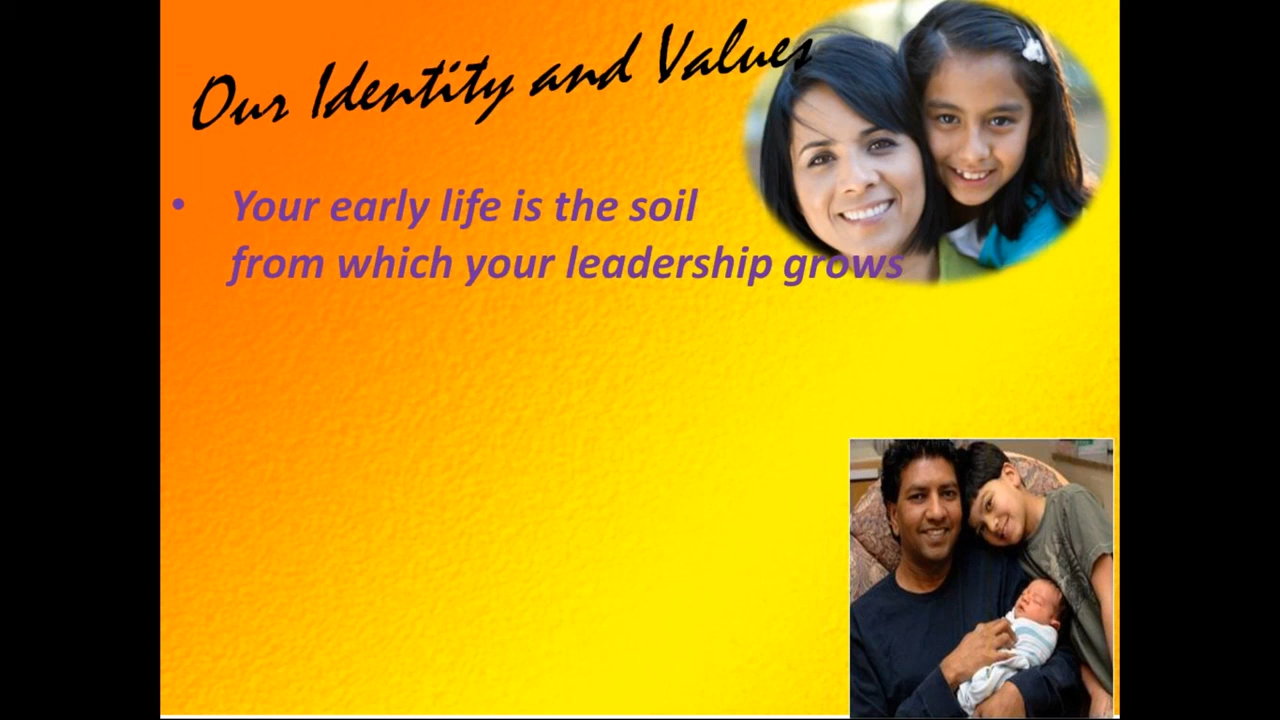 Our Identity and Values
• Your early life is the soil
from which your leadership grows